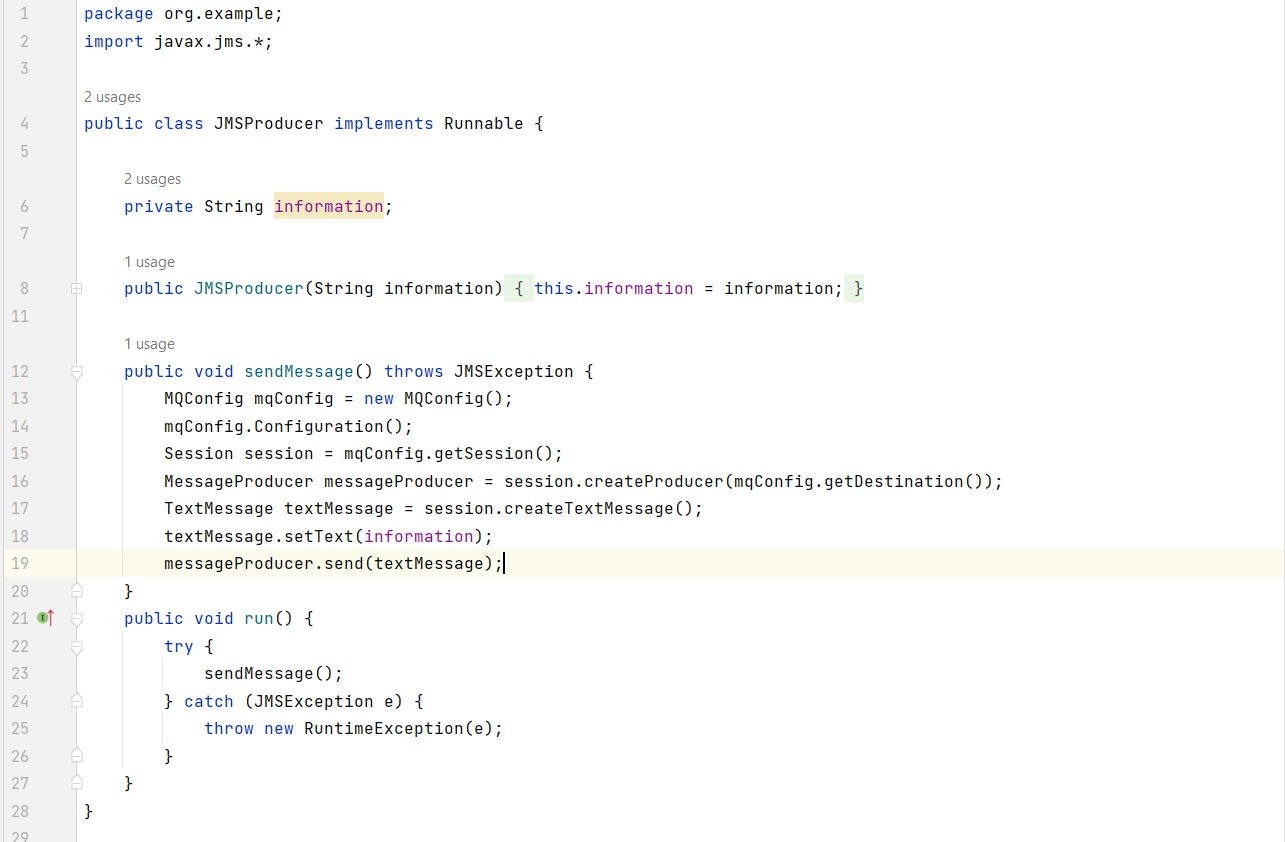 1 package org.example;
2 import javax.jms.*;
3
2 usages
4 public class JMSProducer implements Runnable {
5
2 usages
6 private String information;
7
1 usage
8 public JMSProducer(String information) { this.information = information; }
11
1 usage
12 public void sendMessage() throws JMSException {
13 MQConfig mqConfig = new MQConfig();
14 mqConfig.Configuration();
15 Session session = mqConfig.getSession();
16 MessageProducer messageProducer = session.createProducer(mqConfig.getDestination());
17 TextMessage textMessage = session.createTextMessage();
18 textMessage.setText(information);
19 messageProducer.send(textMessage);
20 }
21 public void run() {
22 try {
23 sendMessage();
24 } catch (JMSException e) {
25 throw new RuntimeException(e);
26 }
27 }
28 }
29